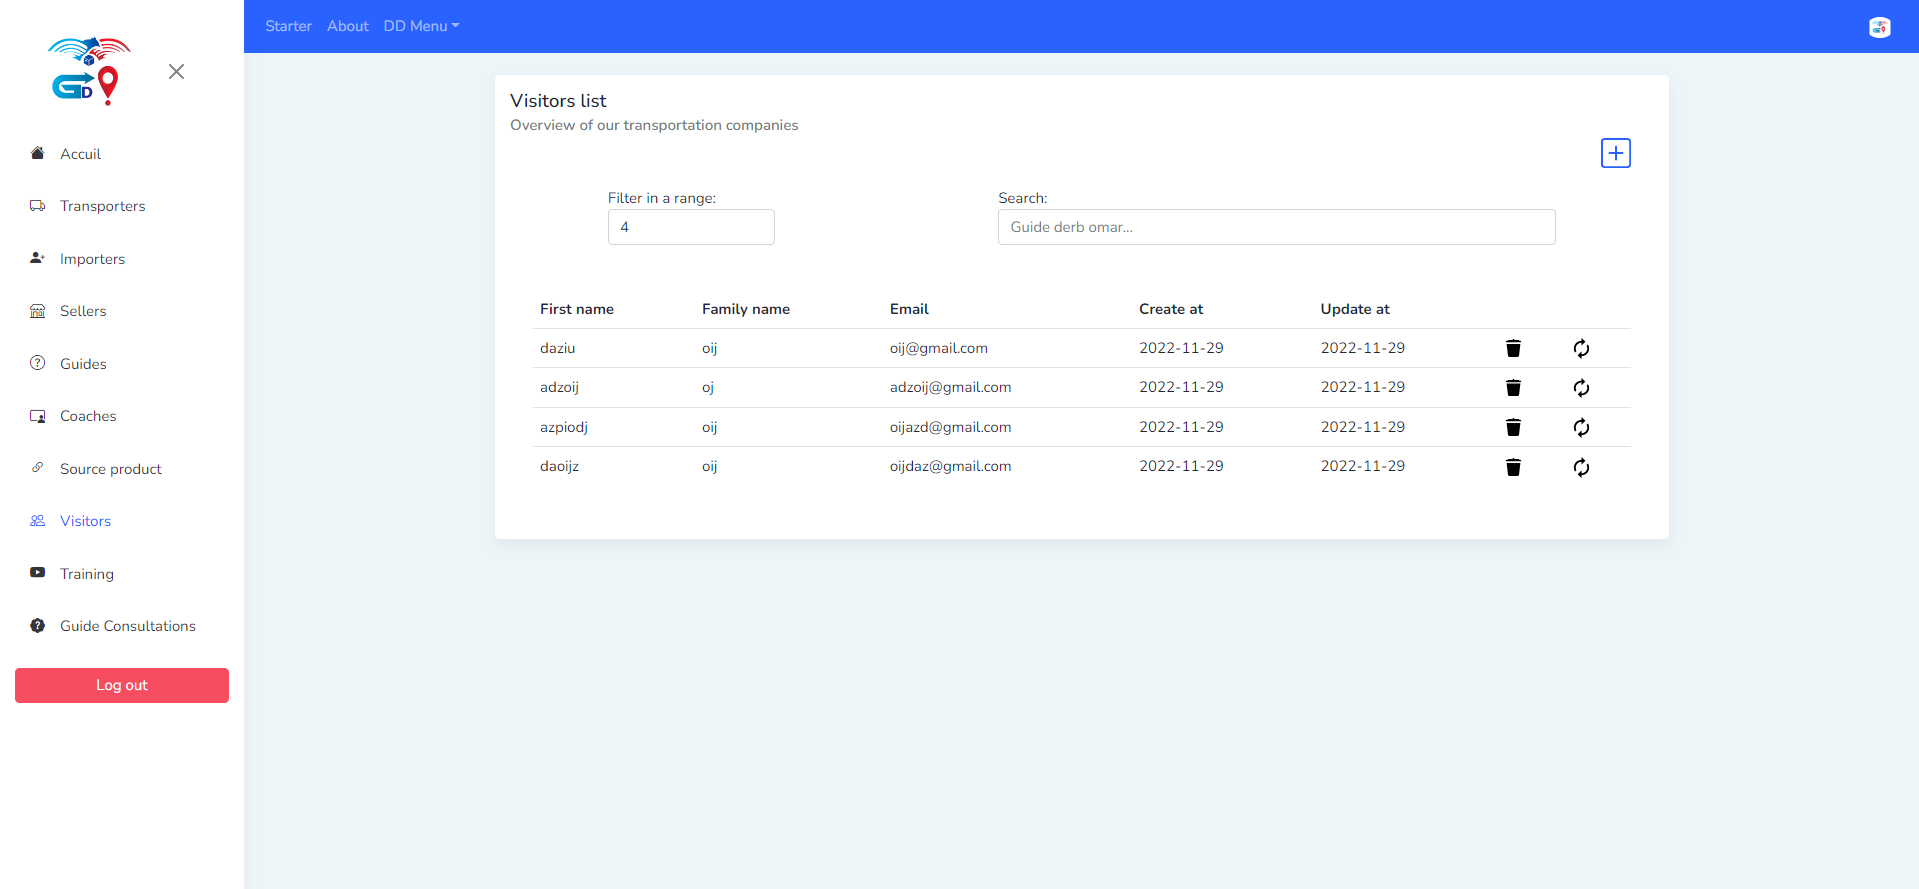 Starter About DD Menu
GD
Accuil
Transporters
Importers
Sellers
Guides
Coaches
Source product
Visitors
Training
Guide Consultations
Log out
Visitors list
Overview of our transportation companies
Filter in a range:
4
Search:
Guide derb omar...
First name Family name Email Create at Update at
daziu oij oij@gmail.com 2022-11-29 2022-11-29
adzoij oj adzoij@gmail.com 2022-11-29 2022-11-29
azpiodj oij oijazd@gmail.com 2022-11-29 2022-11-29
daoijz oij oijdaz@gmail.com 2022-11-29 2022-11-29